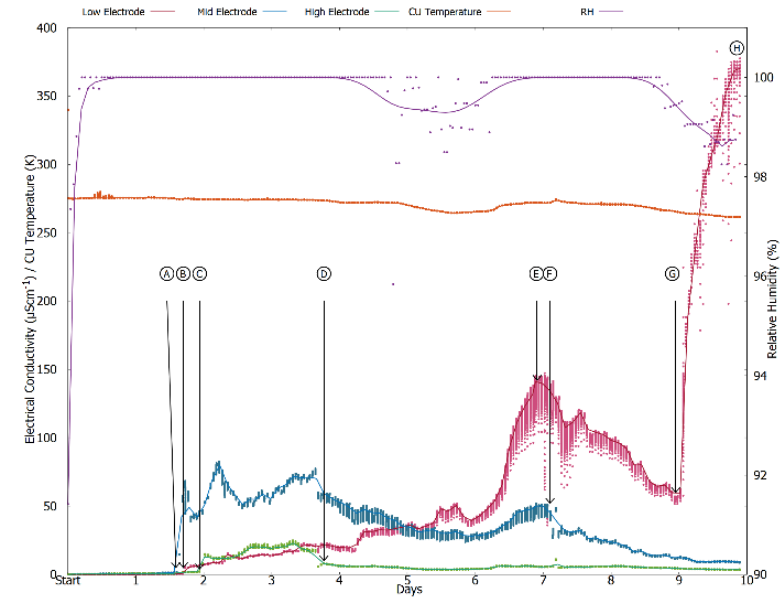 Low Electrode Mid Electrode High Electrode CU Temperature RH
400
350
300
250
200
150
100
50
0
Electrical Conductivity (µScm⁻¹) / CU Temperature (K)
100
98
96
94
92
90
Relative Humidity (%)
A B C D E F G H
Start 1 2 3 4 5 6 7 8 9 10
Days